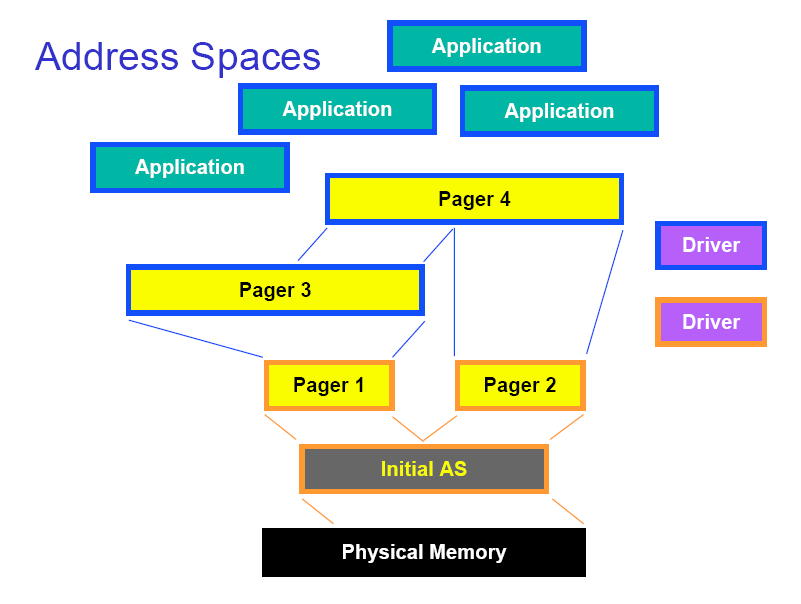 Address Spaces
Application
Application
Application
Application
Pager 4
Driver
Pager 3
Driver
Pager 1
Pager 2
Initial AS
Physical Memory